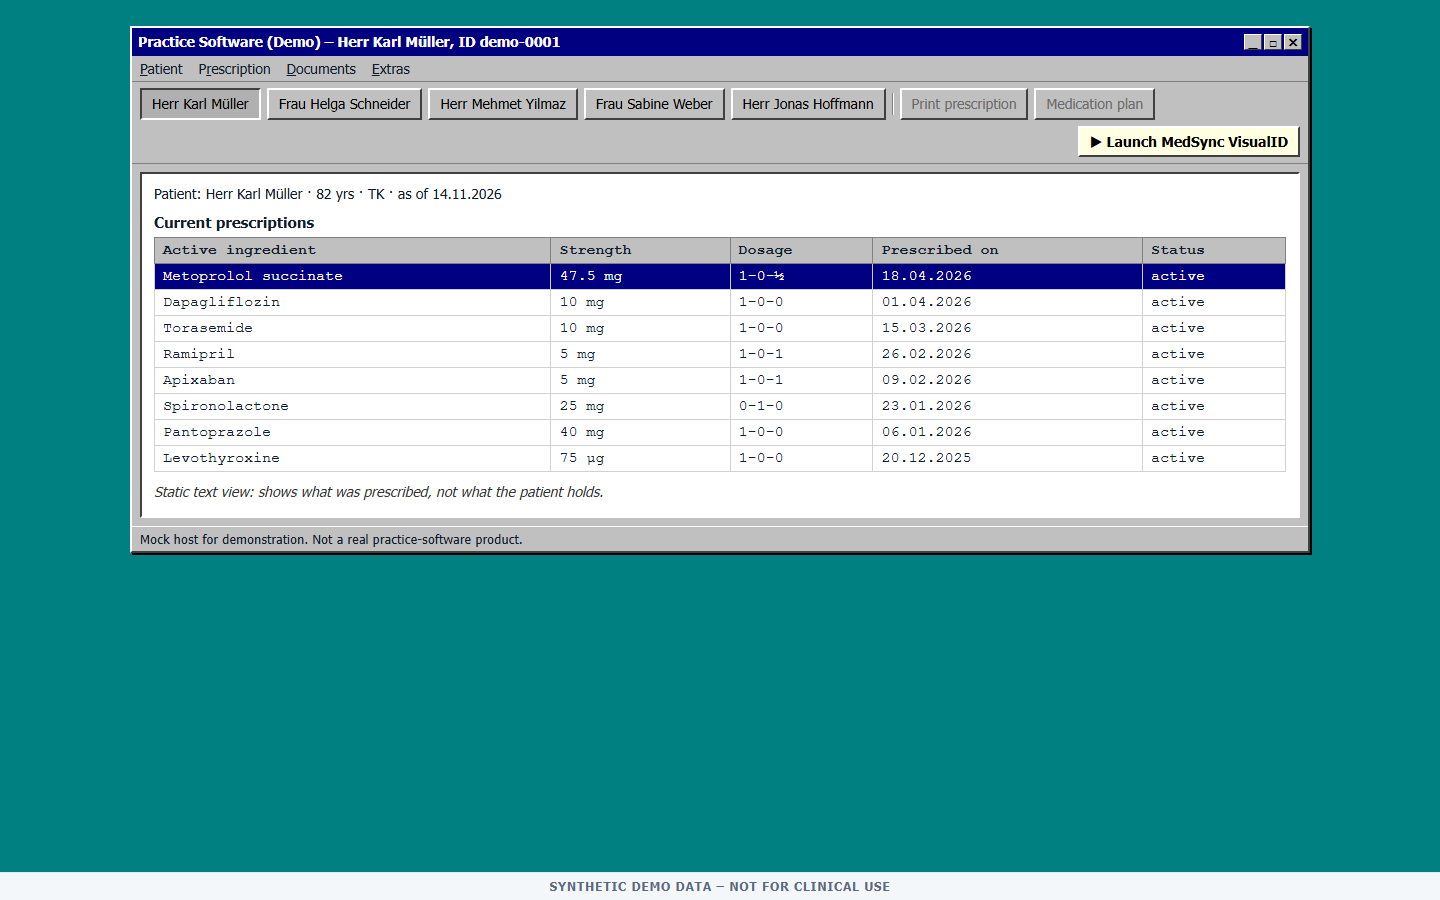 Practice Software (Demo) – Herr Karl Müller, ID demo-0001
Patient Prescription Documents Extras
Herr Karl Müller Frau Helga Schneider Herr Mehmet Yilmaz Frau Sabine Weber Herr Jonas Hoffmann Print prescription Medication plan
▶ Launch MedSync VisualID
Patient: Herr Karl Müller · 82 yrs · TK · as of 14.11.2026
Current prescriptions
Active ingredient Strength Dosage Prescribed on Status
Metoprolol succinate 47.5 mg 1-0-½ 18.04.2026 active
Dapagliflozin 10 mg 1-0-0 01.04.2026 active
Torasemide 10 mg 1-0-0 15.03.2026 active
Ramipril 5 mg 1-0-1 26.02.2026 active
Apixaban 5 mg 1-0-1 09.02.2026 active
Spironolactone 25 mg 0-1-0 23.01.2026 active
Pantoprazole 40 mg 1-0-0 06.01.2026 active
Levothyroxine 75 µg 1-0-0 20.12.2025 active
Static text view: shows what was prescribed, not what the patient holds.
Mock host for demonstration. Not a real practice-software product.
SYNTHETIC DEMO DATA – NOT FOR CLINICAL USE